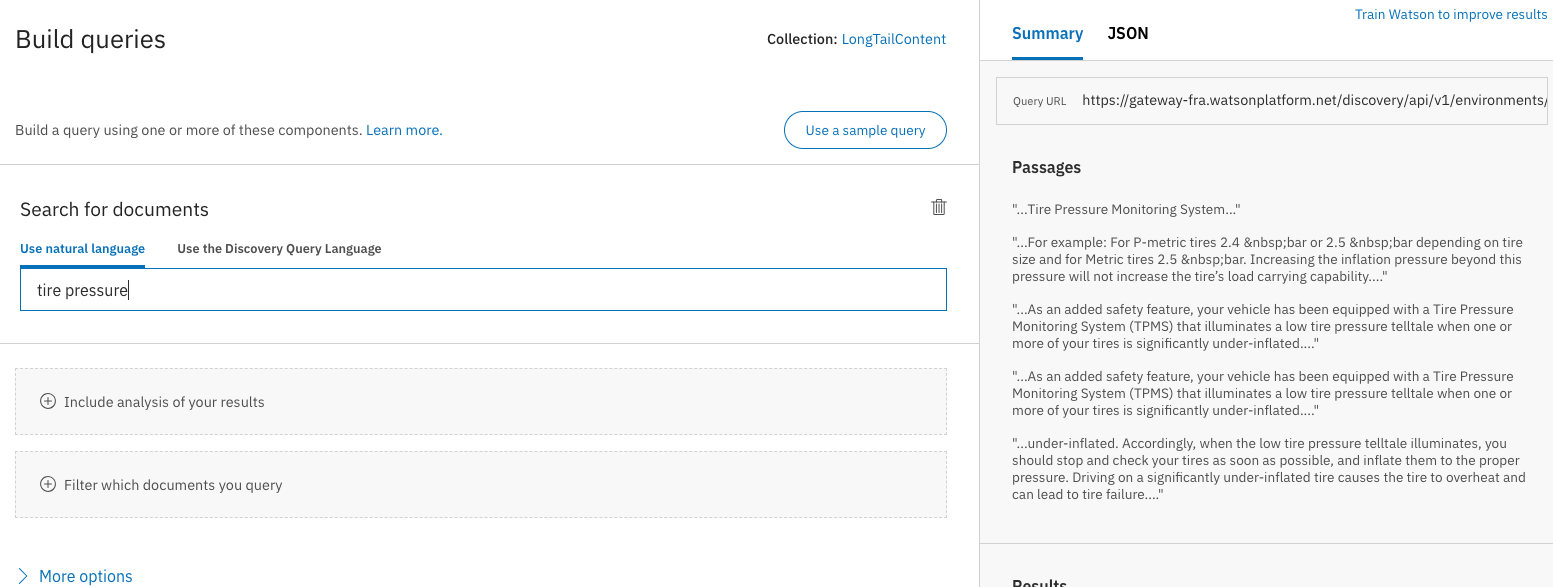 Build queries
Collection: LongTailContent
Build a query using one or more of these components. Learn more.
Use a sample query
Search for documents
Use natural language
Use the Discovery Query Language
tire pressure
Include analysis of your results
Filter which documents you query
More options
Train Watson to improve results
Summary
JSON
Query URL https://gateway-fra.watsonplatform.net/discovery/api/v1/environments/
Passages
"...Tire Pressure Monitoring System..."
"...For example: For P-metric tires 2.4 &nbsp;bar or 2.5 &nbsp;bar depending on tire
size and for Metric tires 2.5 &nbsp;bar. Increasing the inflation pressure beyond this
pressure will not increase the tire’s load carrying capability...."
"...As an added safety feature, your vehicle has been equipped with a Tire Pressure
Monitoring System (TPMS) that illuminates a low tire pressure telltale when one or
more of your tires is significantly under-inflated...."
"...As an added safety feature, your vehicle has been equipped with a Tire Pressure
Monitoring System (TPMS) that illuminates a low tire pressure telltale when one or
more of your tires is significantly under-inflated...."
"...under-inflated. Accordingly, when the low tire pressure telltale illuminates, you
should stop and check your tires as soon as possible, and inflate them to the proper
pressure. Driving on a significantly under-inflated tire causes the tire to overheat and
can lead to tire failure...."
Results